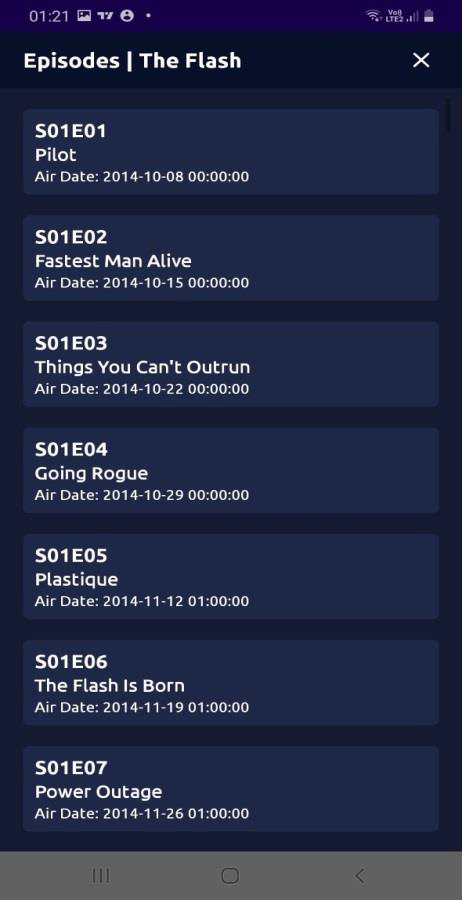 01:21
Vo))
LTE2
Episodes | The Flash
S01E01
Pilot
Air Date: 2014-10-08 00:00:00
S01E02
Fastest Man Alive
Air Date: 2014-10-15 00:00:00
S01E03
Things You Can't Outrun
Air Date: 2014-10-22 00:00:00
S01E04
Going Rogue
Air Date: 2014-10-29 00:00:00
S01E05
Plastique
Air Date: 2014-11-12 01:00:00
S01E06
The Flash Is Born
Air Date: 2014-11-19 01:00:00
S01E07
Power Outage
Air Date: 2014-11-26 01:00:00